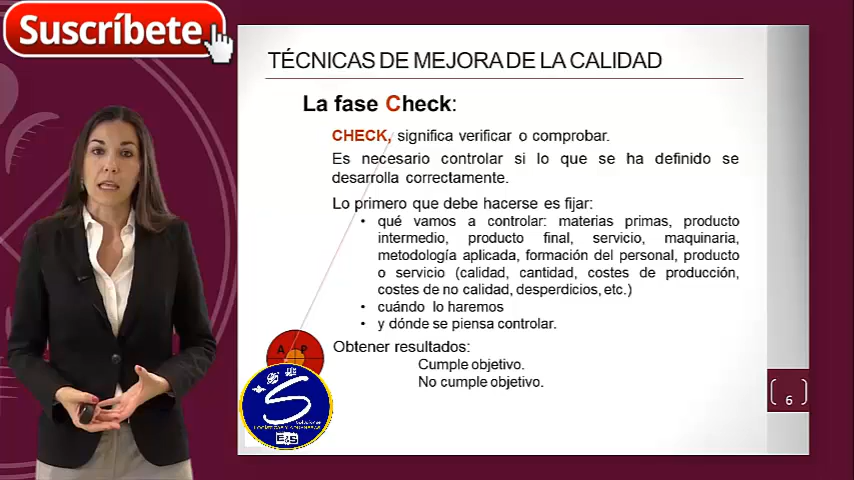 Suscríbete
TÉCNICAS DE MEJORA DE LA CALIDAD
La fase Check:
CHECK, significa verificar o comprobar.
Es necesario controlar si lo que se ha definido se
desarrolla correctamente.
Lo primero que debe hacerse es fijar:
• qué vamos a controlar: materias primas, producto
intermedio, producto final, servicio, maquinaria,
metodología aplicada, formación del personal, producto
o servicio (calidad, cantidad, costes de producción,
costes de no calidad, desperdicios, etc.)
• cuándo lo haremos
• y dónde se piensa controlar.
Obtener resultados:
Cumple objetivo.
No cumple objetivo.
A P
S
Soluciones
LOGÍSTICAS Y ADUANERAS
6